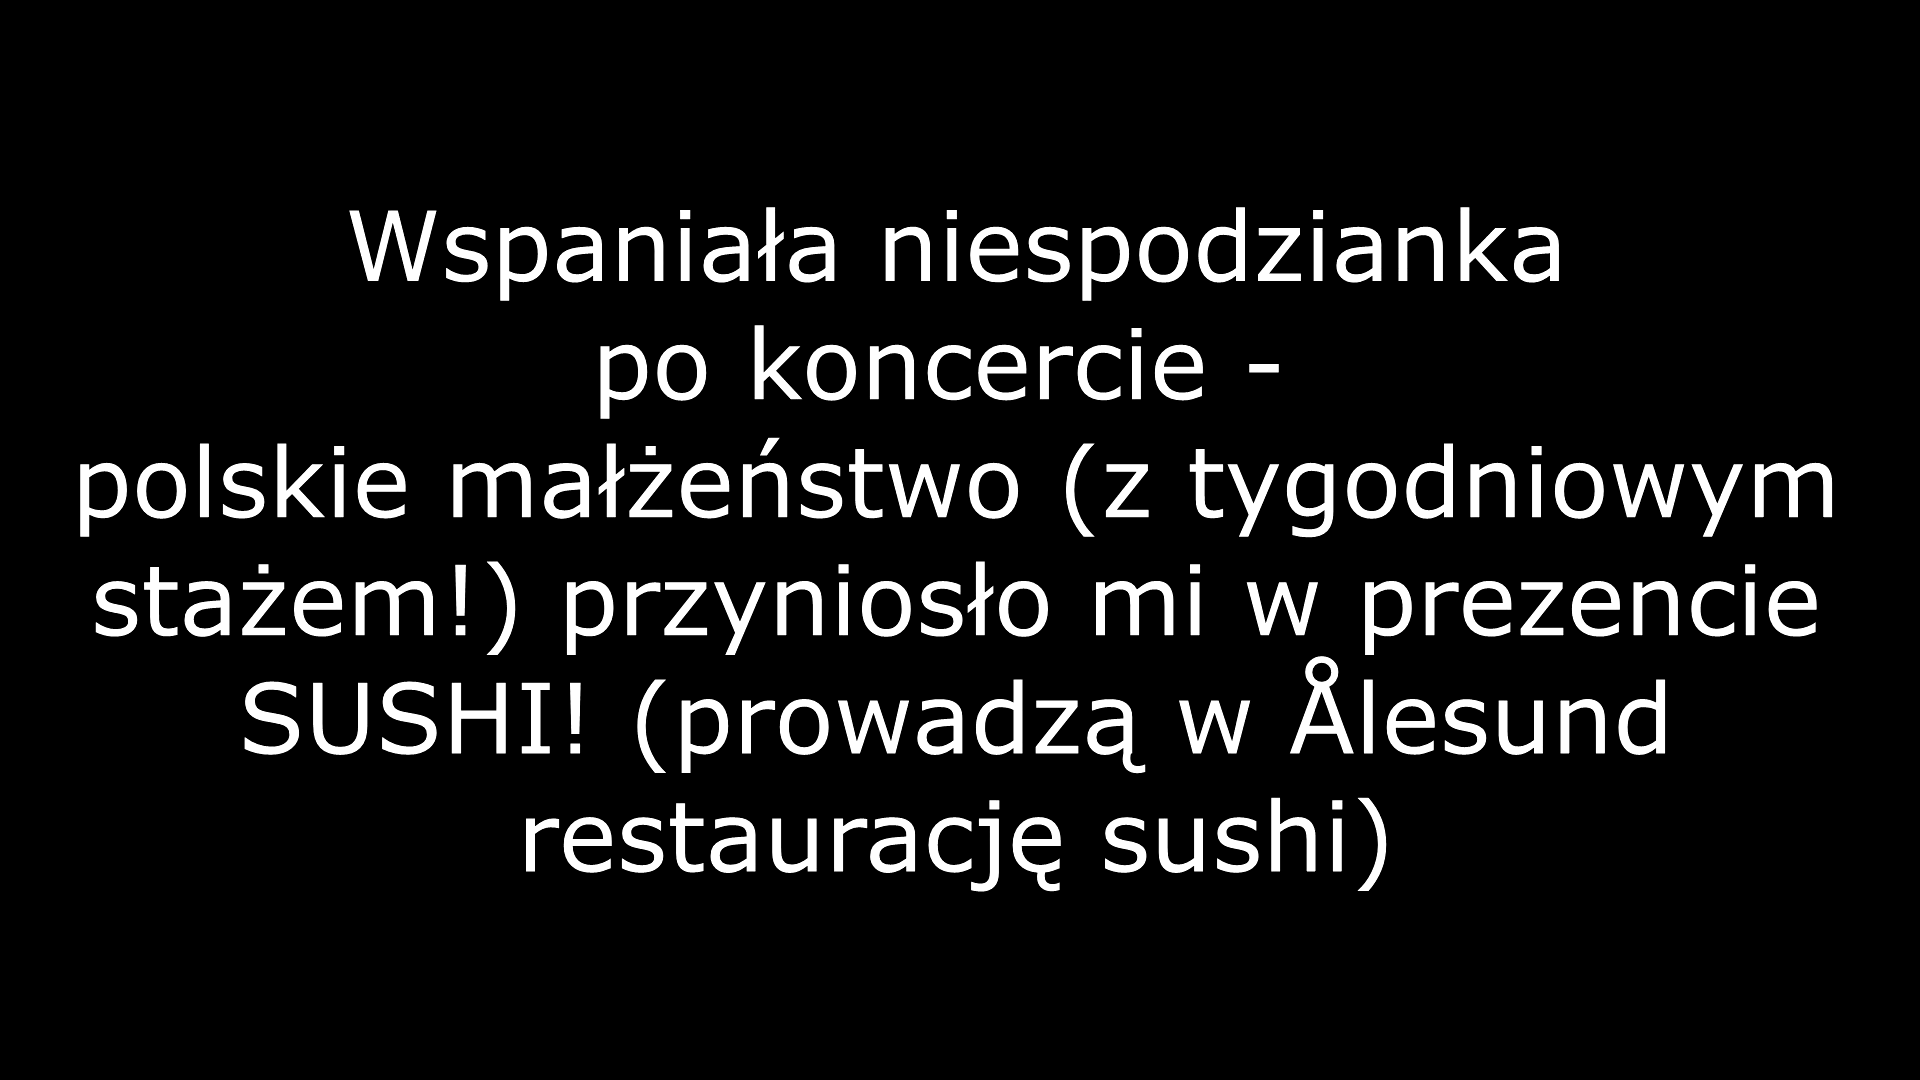 Wspaniała niespodzianka
po koncercie -
polskie małżeństwo (z tygodniowym
stażem!) przyniosło mi w prezencie
SUSHI! (prowadzą w Ålesund
restaurację sushi)